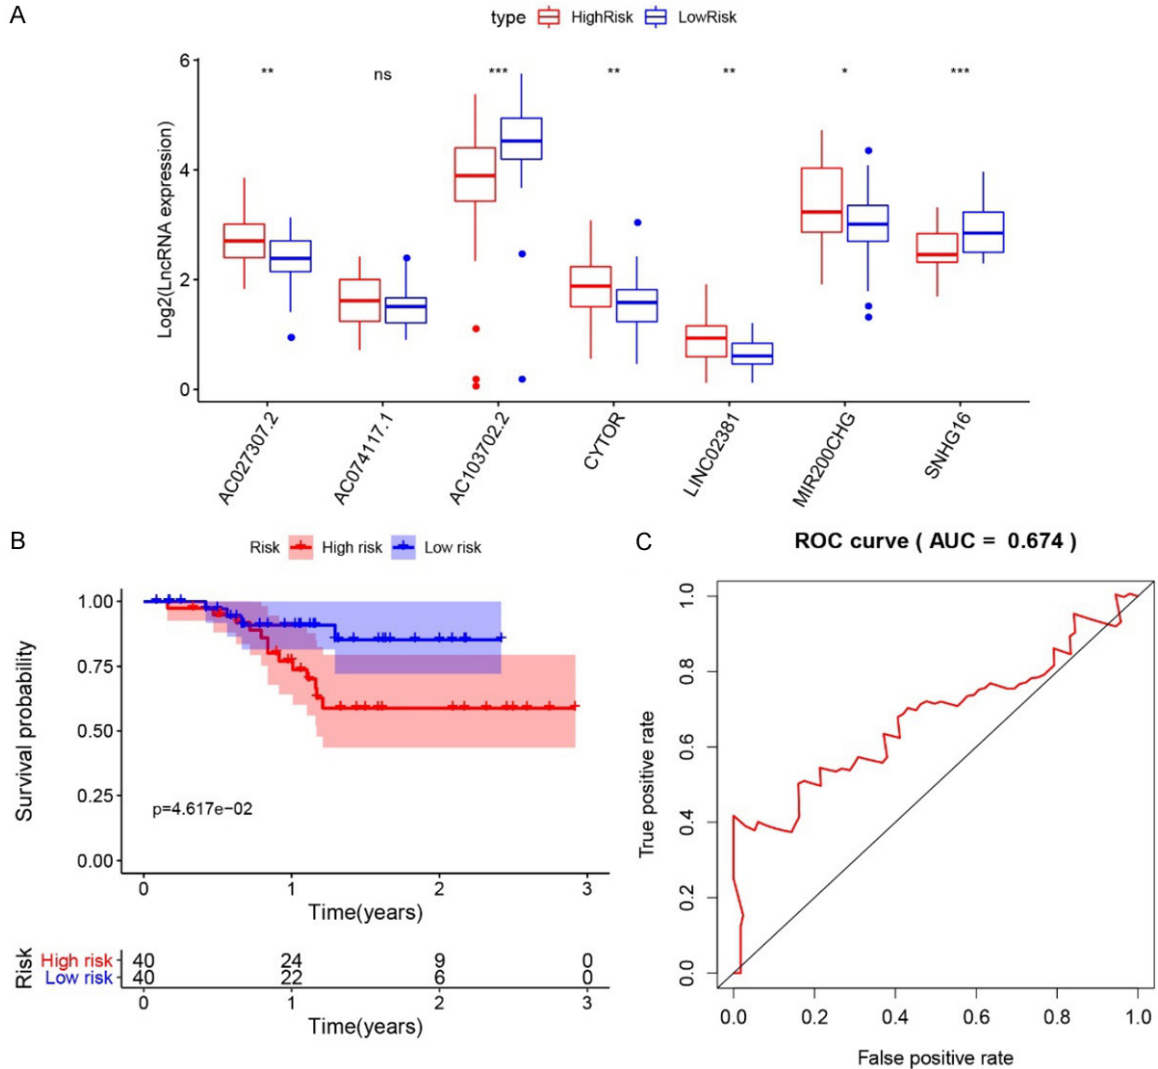 A
type HighRisk LowRisk
Log2(LncRNA expression)
6
4
2
0
** ns *** ** ** * ***
AC027307.2
AC074117.1
AC103702.2
CYTOR
LINC02381
MIR200CHG
SNHG16
B
Risk High risk Low risk
Survival probability
1.00
0.75
0.50
0.25
0.00
p=4.617e−02
0 1 2 3
Time(years)
Risk
High risk 40 24 9 0
Low risk 40 22 6 0
0 1 2 3
Time(years)
C
ROC curve ( AUC = 0.674 )
True positive rate
1.0
0.8
0.6
0.4
0.2
0.0
0.0 0.2 0.4 0.6 0.8 1.0
False positive rate